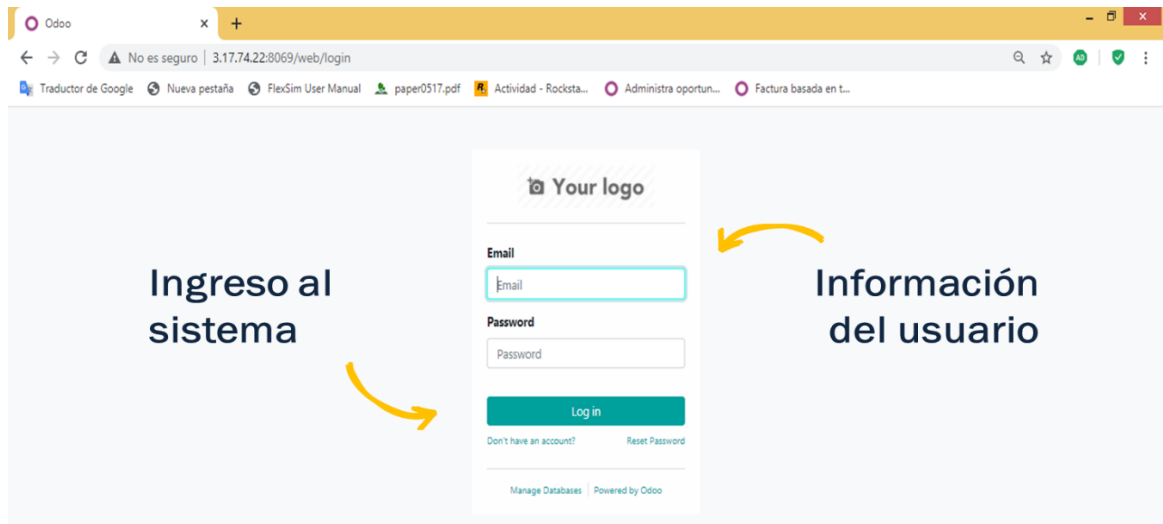 Odoo
No es seguro | 3.17.74.22:8069/web/login
Traductor de Google Nueva pestaña FlexSim User Manual paper0517.pdf Actividad - Rocksta... Administra oportun... Factura basada en t...
Your logo
Email
Email
Password
Password
Log in
Don't have an account? Reset Password
Manage Databases | Powered by Odoo
Ingreso al
sistema
Información
del usuario